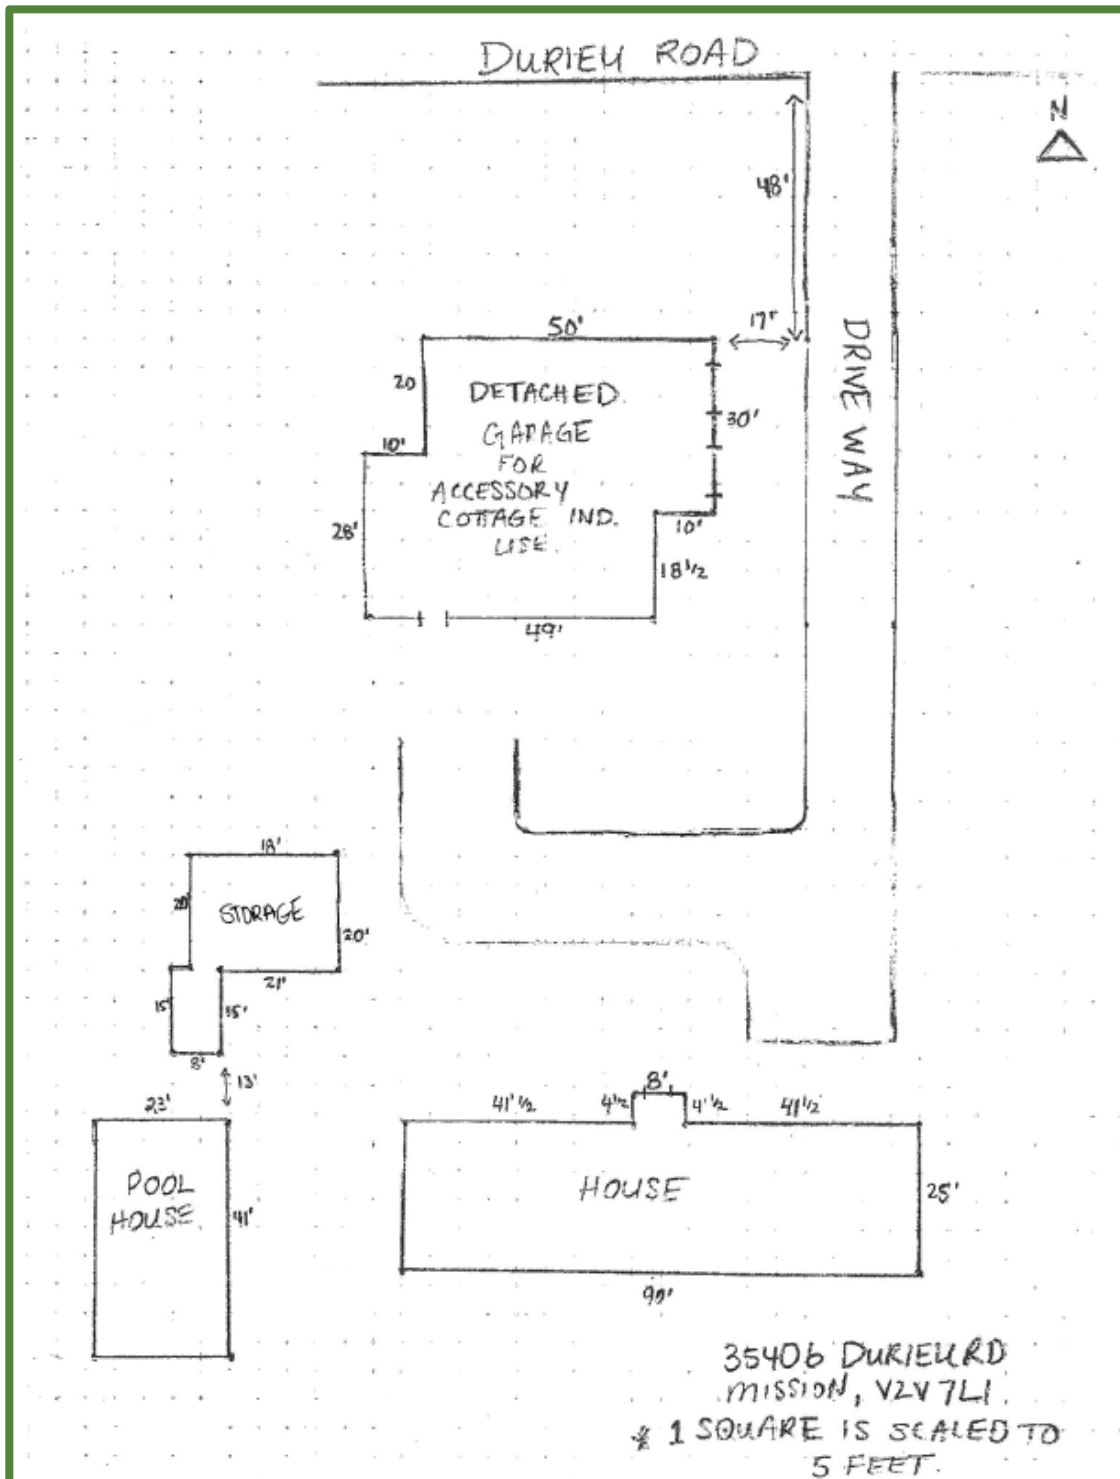 DURIEU ROAD
N
48'
17'
50'
20
DETACHED
GARAGE
FOR
ACCESSORY
COTTAGE IND.
USE.
30'
DRIVEWAY
10'
28'
10'
18 1/2
49'
18'
20'
STORAGE
20'
21'
15'
15'
8'
13'
23'
POOL
HOUSE
41'
8'
41' 1/2
4 1/2
4' 1/2
41 1/2
HOUSE
25'
35406 DURIEU RD
MISSION, V2V 7L1.
* 1 SQUARE IS SCALED TO
5 FEET.